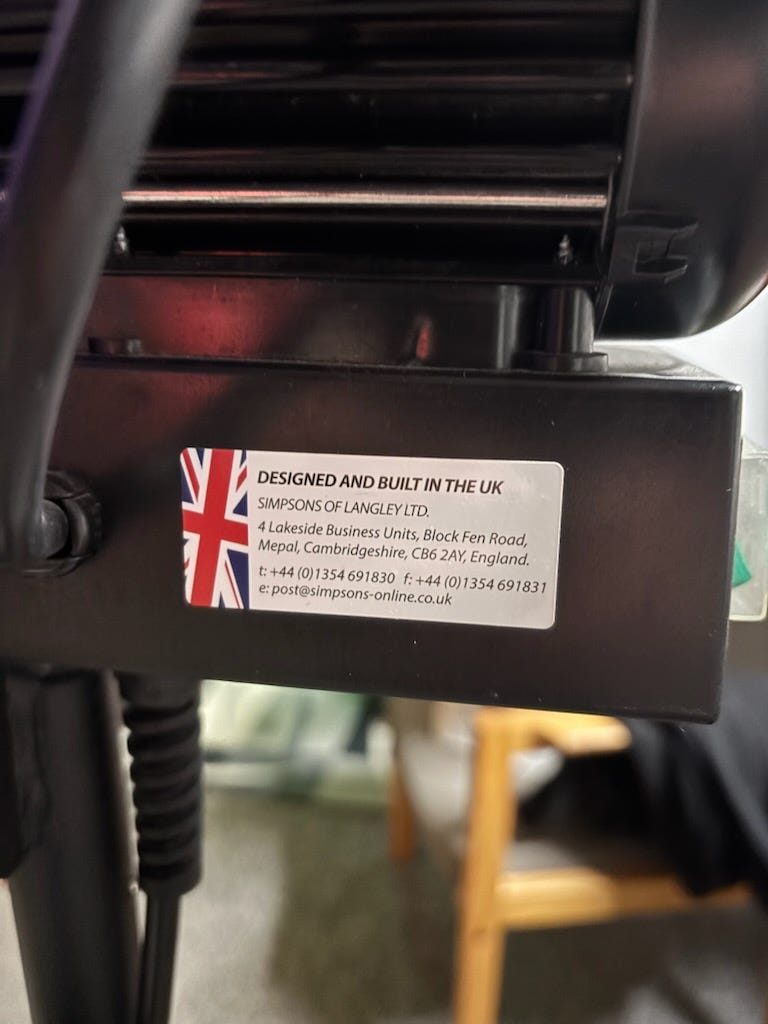 DESIGNED AND BUILT IN THE UK
SIMPSONS OF LANGLEY LTD.
4 Lakeside Business Units, Block Fen Road,
Mepal, Cambridgeshire, CB6 2AY, England.
t: +44 (0)1354 691830 f: +44 (0)1354 691831
e: post@simpsons-online.co.uk